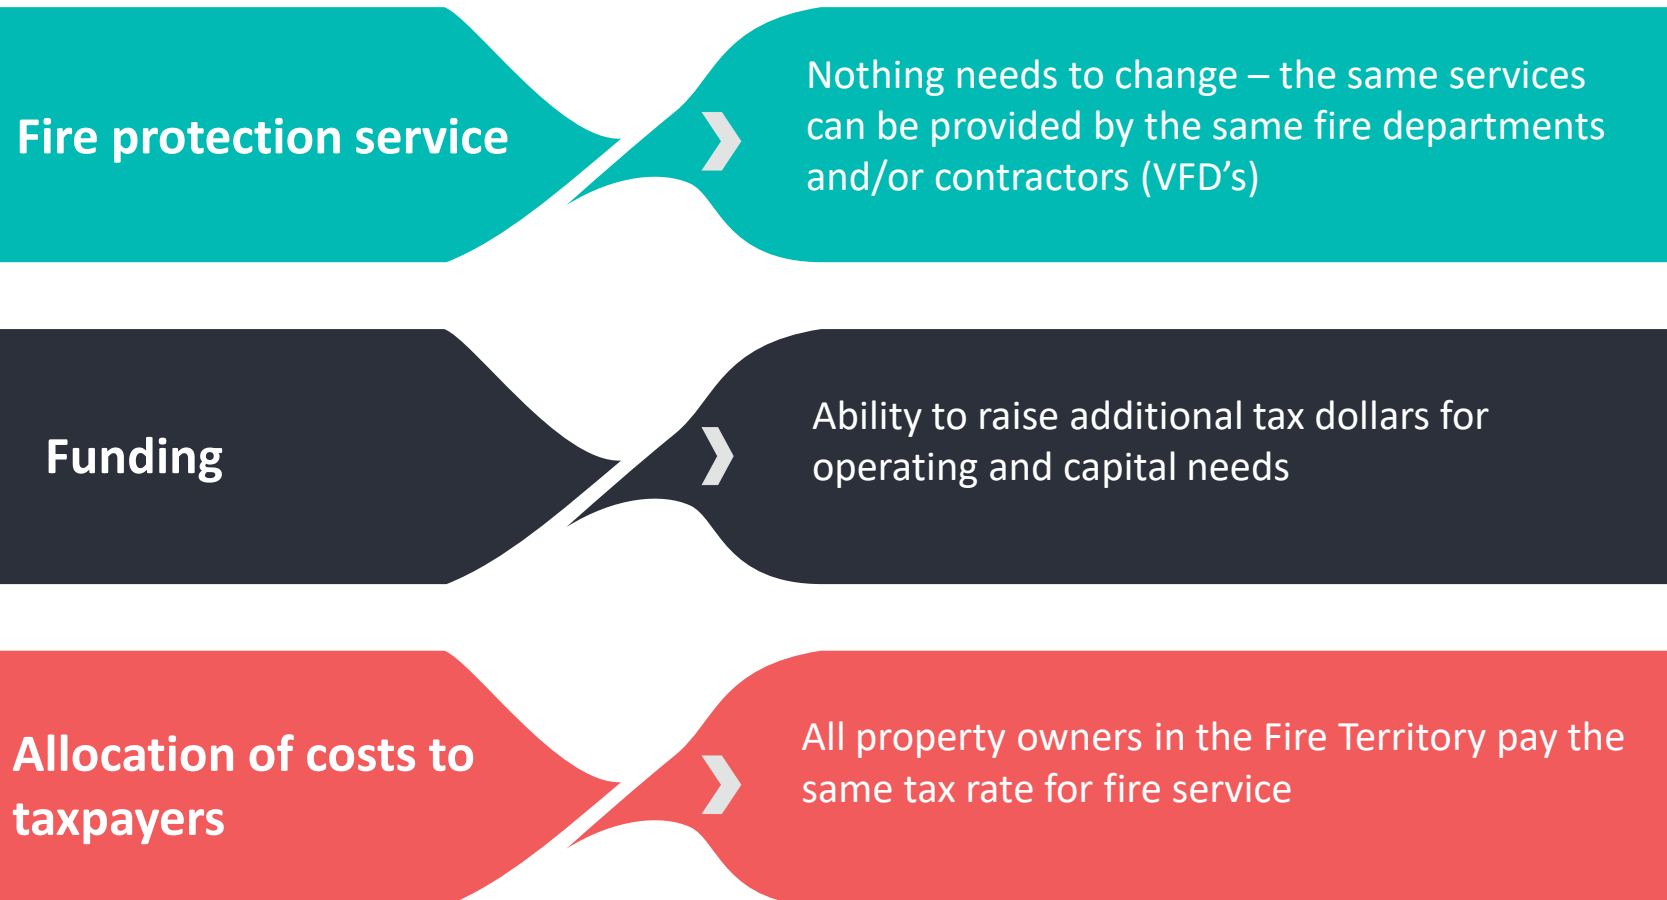 Fire protection service
Nothing needs to change – the same services
can be provided by the same fire departments
and/or contractors (VFD’s)
Funding
Ability to raise additional tax dollars for
operating and capital needs
Allocation of costs to
taxpayers
All property owners in the Fire Territory pay the
same tax rate for fire service